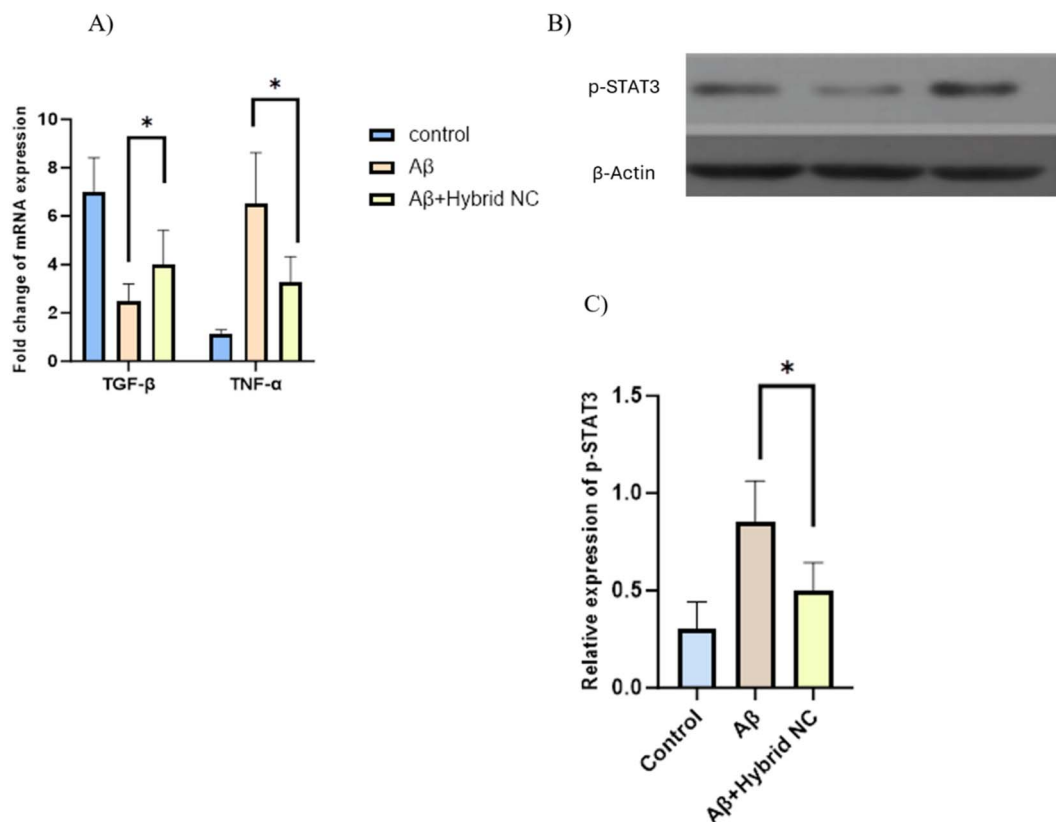 A)
Fold change of mRNA expression
10
8
6
4
2
0
*
*
TGF-β
TNF-α
control
Aβ
Aβ+Hybrid NC
B)
p-STAT3
β-Actin
C)
Relative expression of p-STAT3
1.5
1.0
0.5
0.0
*
Control
Aβ
Aβ+Hybrid NC